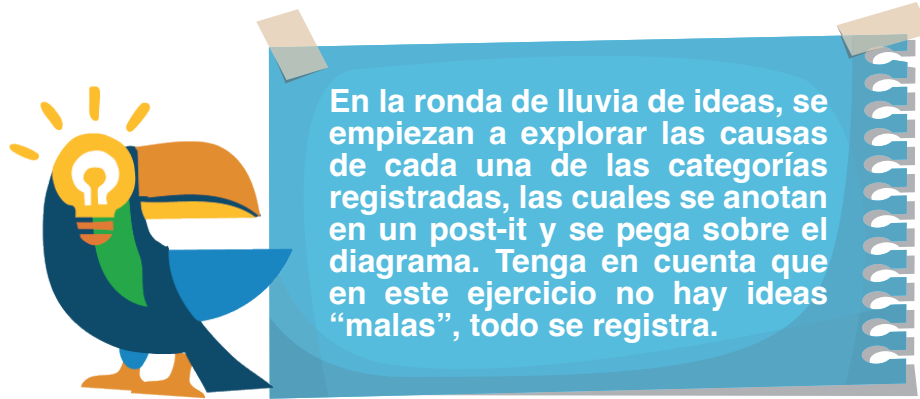 En la ronda de lluvia de ideas, se
empiezan a explorar las causas
de cada una de las categorías
registradas, las cuales se anotan
en un post-it y se pega sobre el
diagrama. Tenga en cuenta que
en este ejercicio no hay ideas
“malas”, todo se registra.